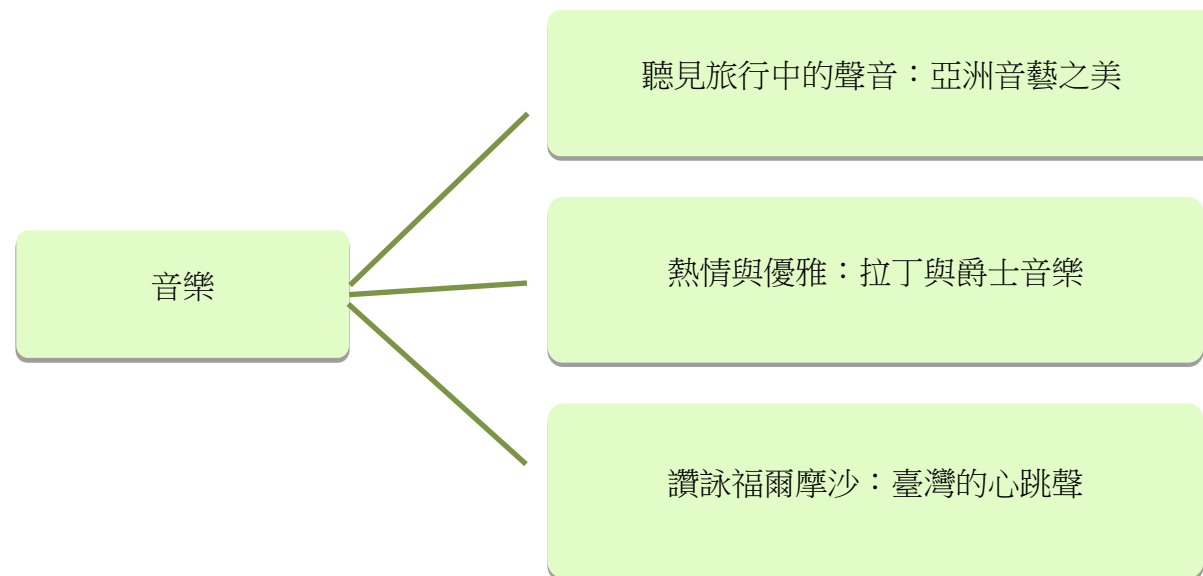 聽見旅行中的聲音：亞洲音藝之美
音樂
熱情與優雅：拉丁與爵士音樂
讚詠福爾摩沙：臺灣的心跳聲